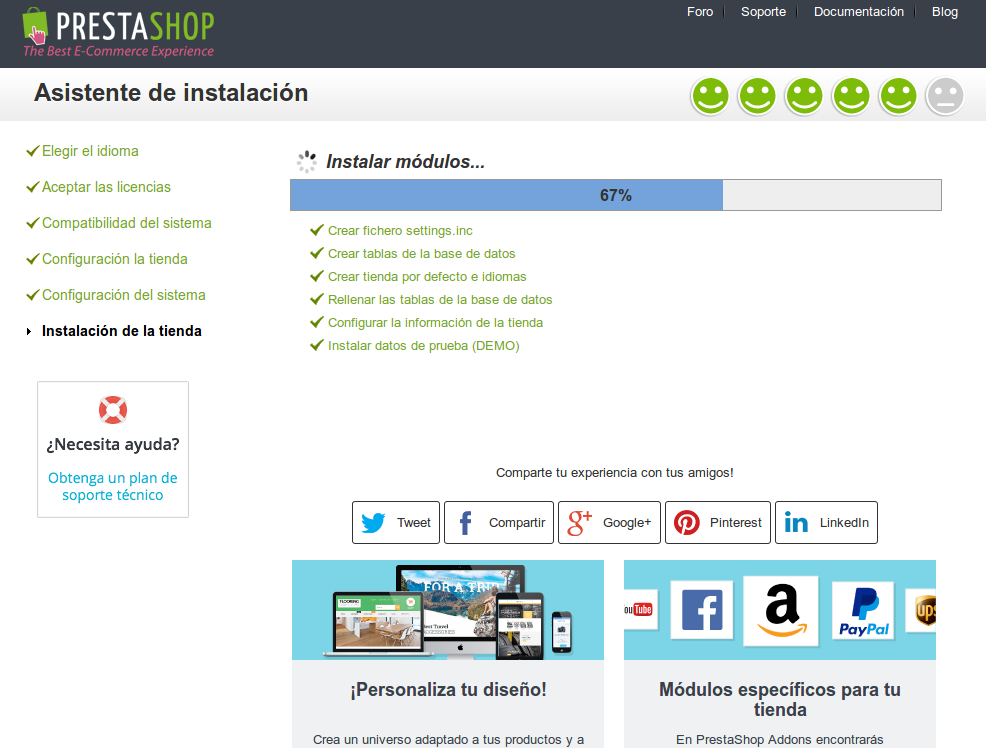 Foro Soporte Documentación Blog
PRESTASHOP
The Best E-Commerce Experience
Asistente de instalación
Elegir el idioma
Aceptar las licencias
Compatibilidad del sistema
Configuración la tienda
Configuración del sistema
Instalación de la tienda
¿Necesita ayuda?
Obtenga un plan de
soporte técnico
Instalar módulos...
67%
Crear fichero settings.inc
Crear tablas de la base de datos
Crear tienda por defecto e idiomas
Rellenar las tablas de la base de datos
Configurar la información de la tienda
Instalar datos de prueba (DEMO)
Comparte tu experiencia con tus amigos!
Tweet Compartir Google+ Pinterest LinkedIn
FOR A TRI
Best Travel
ACCESSORIES
FLOORING
ou Tube
PayPal
ups
¡Personaliza tu diseño!
Crea un universo adaptado a tus productos y a
Módulos específicos para tu
tienda
En PrestaShop Addons encontrarás